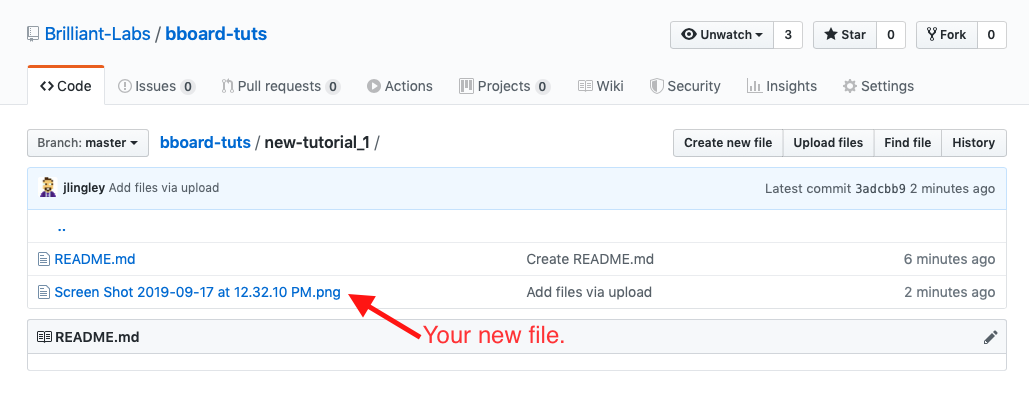 Brilliant-Labs / bboard-tuts
Unwatch 3 Star 0 Fork 0
Code Issues 0 Pull requests 0 Actions Projects 0 Wiki Security Insights Settings
Branch: master bboard-tuts / new-tutorial_1 / Create new file Upload files Find file History
jlingley Add files via upload Latest commit 3adcbb9 2 minutes ago
..
README.md Create README.md 6 minutes ago
Screen Shot 2019-09-17 at 12.32.10 PM.png Add files via upload 2 minutes ago
Your new file.
README.md